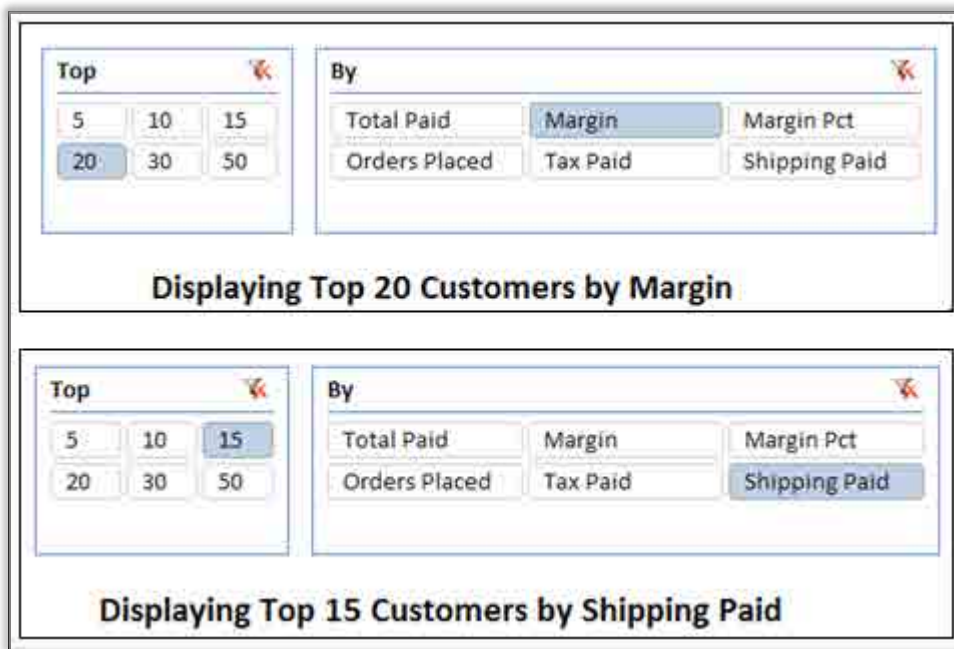 Top By
5 10 15 Total Paid Margin Margin Pct
20 30 50 Orders Placed Tax Paid Shipping Paid
Displaying Top 20 Customers by Margin
Top By
5 10 15 Total Paid Margin Margin Pct
20 30 50 Orders Placed Tax Paid Shipping Paid
Displaying Top 15 Customers by Shipping Paid